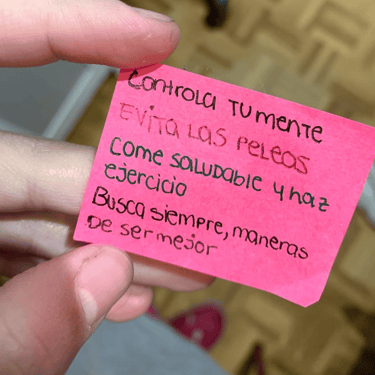 Controla Tu mente
Evita las peleas
come saludable y haz
ejercicio
Busca siempre, maneras
De ser mejor